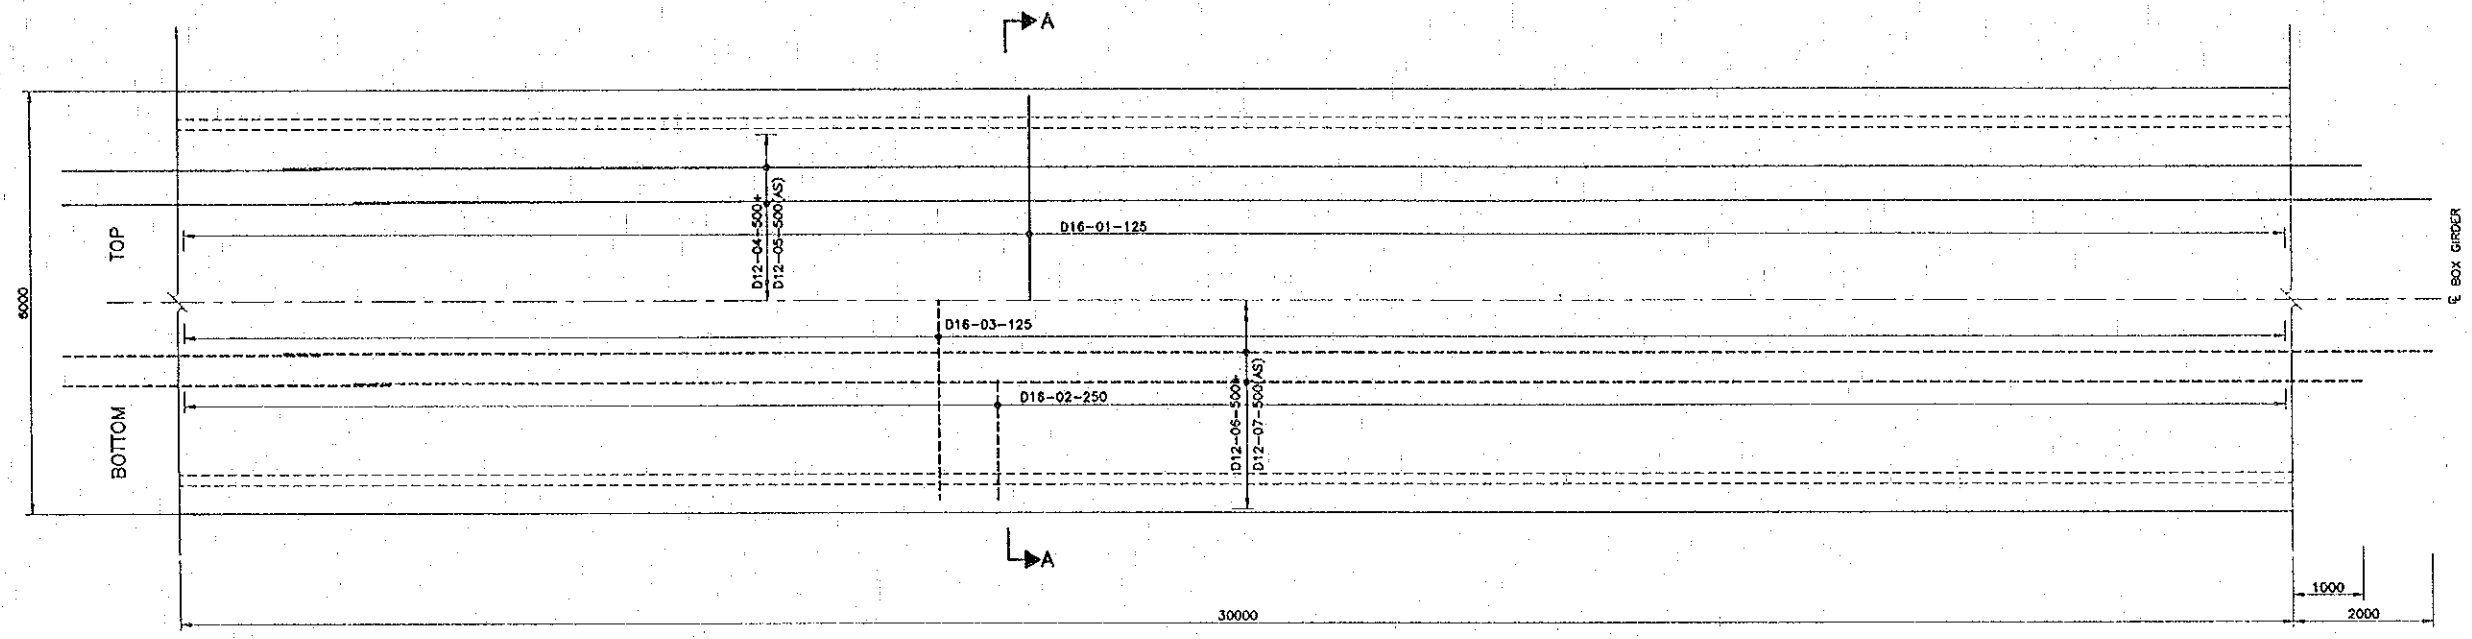 A
TOP
D12-04-500+
D12-05-500(AS)
D16-01-125
6000
℄ BOX GIRDER
D16-03-125
BOTTOM
D16-02-250
D12-06-500+
D12-07-500(AS)
A
1000
30000
2000